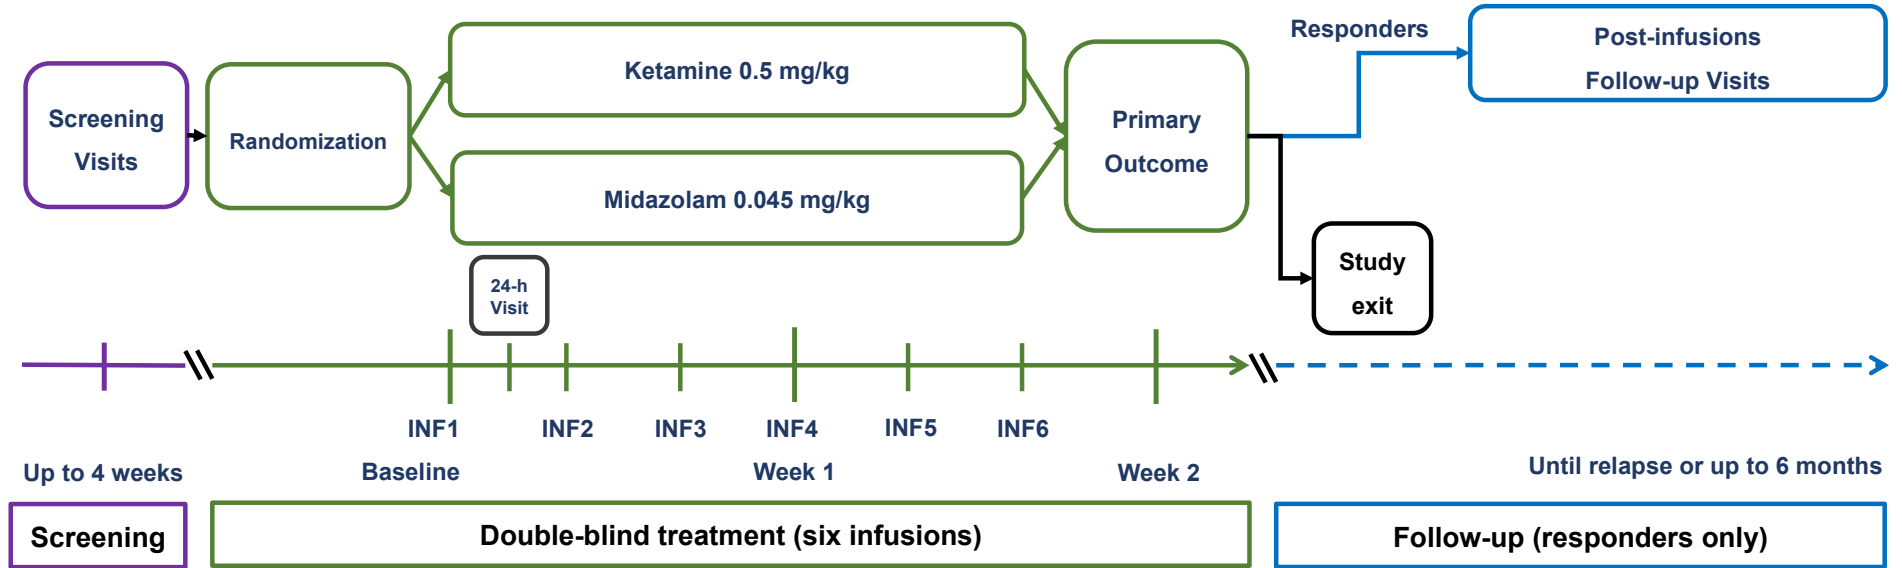 Screening
Visits
Randomization
Ketamine 0.5 mg/kg
Midazolam 0.045 mg/kg
Primary
Outcome
Responders
Post-infusions
Follow-up Visits
Study
exit
24-h
Visit
INF1
INF2
INF3
INF4
INF5
INF6
Up to 4 weeks
Baseline
Week 1
Week 2
Until relapse or up to 6 months
Screening
Double-blind treatment (six infusions)
Follow-up (responders only)